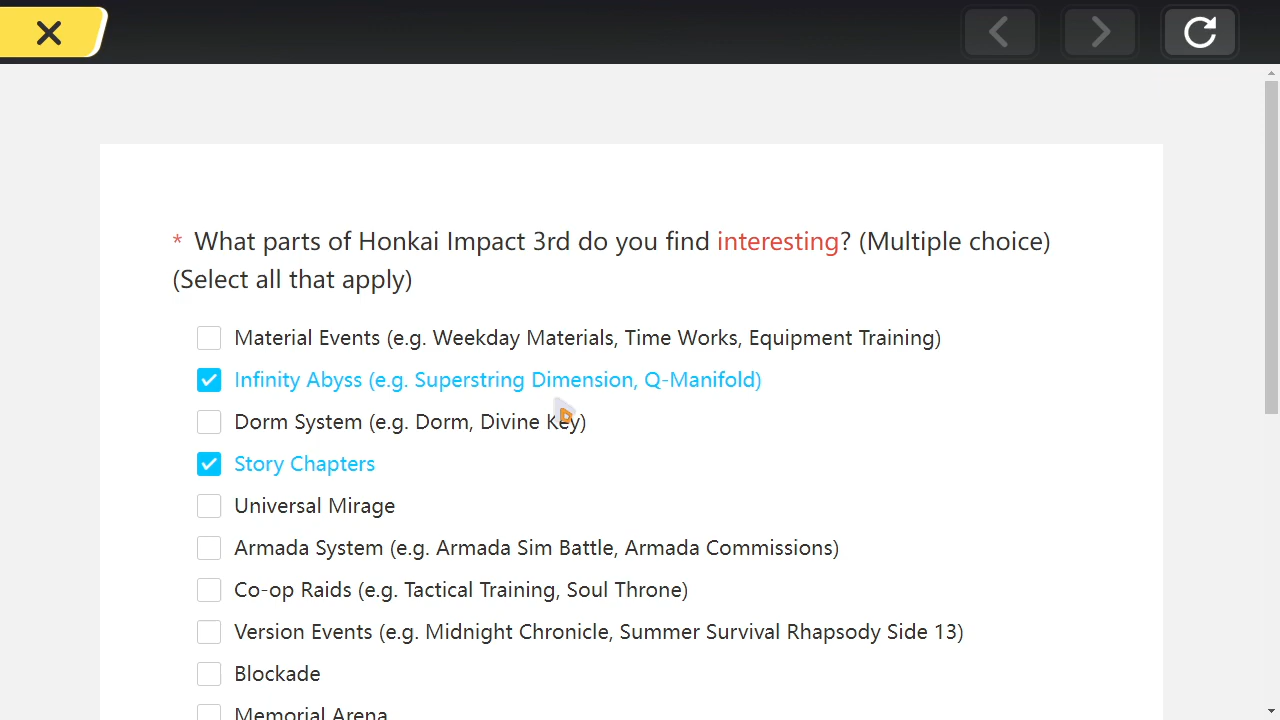 * What parts of Honkai Impact 3rd do you find interesting? (Multiple choice)
(Select all that apply)
Material Events (e.g. Weekday Materials, Time Works, Equipment Training)
Infinity Abyss (e.g. Superstring Dimension, Q-Manifold)
Dorm System (e.g. Dorm, Divine Key)
Story Chapters
Universal Mirage
Armada System (e.g. Armada Sim Battle, Armada Commissions)
Co-op Raids (e.g. Tactical Training, Soul Throne)
Version Events (e.g. Midnight Chronicle, Summer Survival Rhapsody Side 13)
Blockade
Memorial Arena